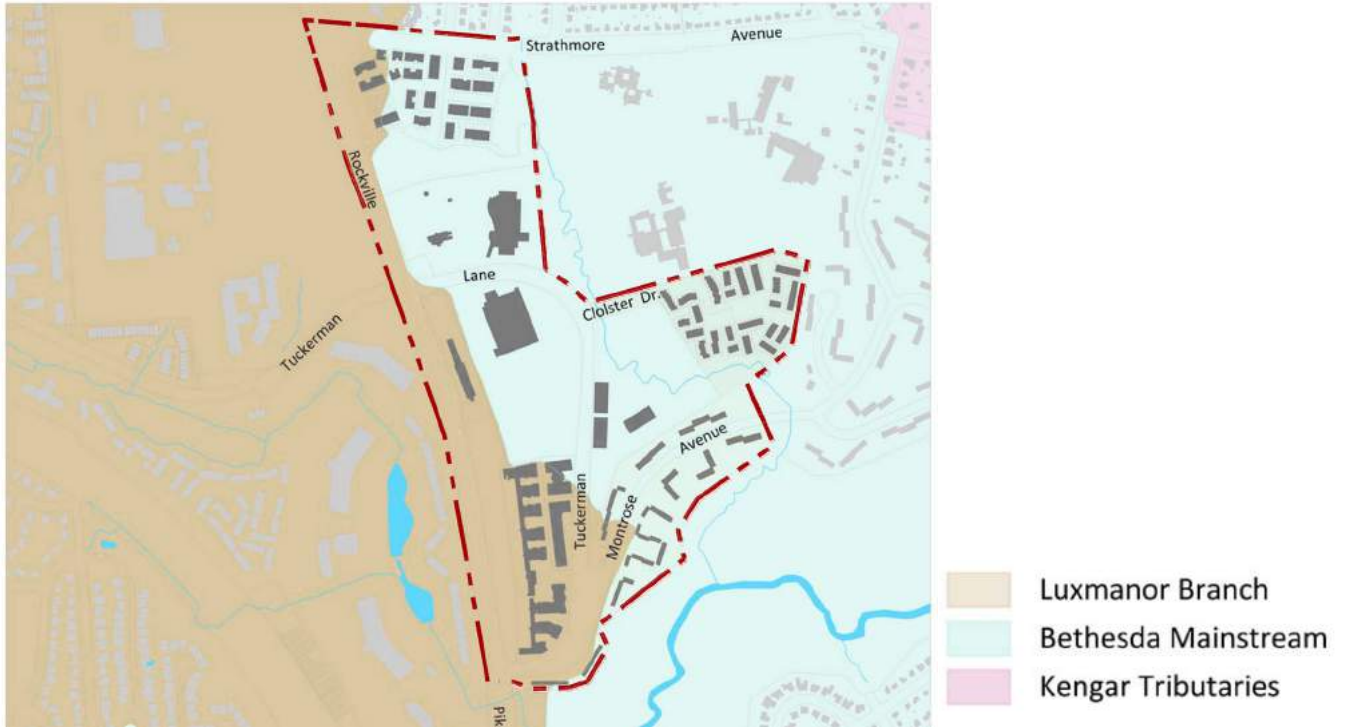 Strathmore
Avenue
Rockville
Lane
Cloister Dr.
Tuckerman
Avenue
Tuckerman
Montrose
Pik
Luxmanor Branch
Bethesda Mainstream
Kengar Tributaries